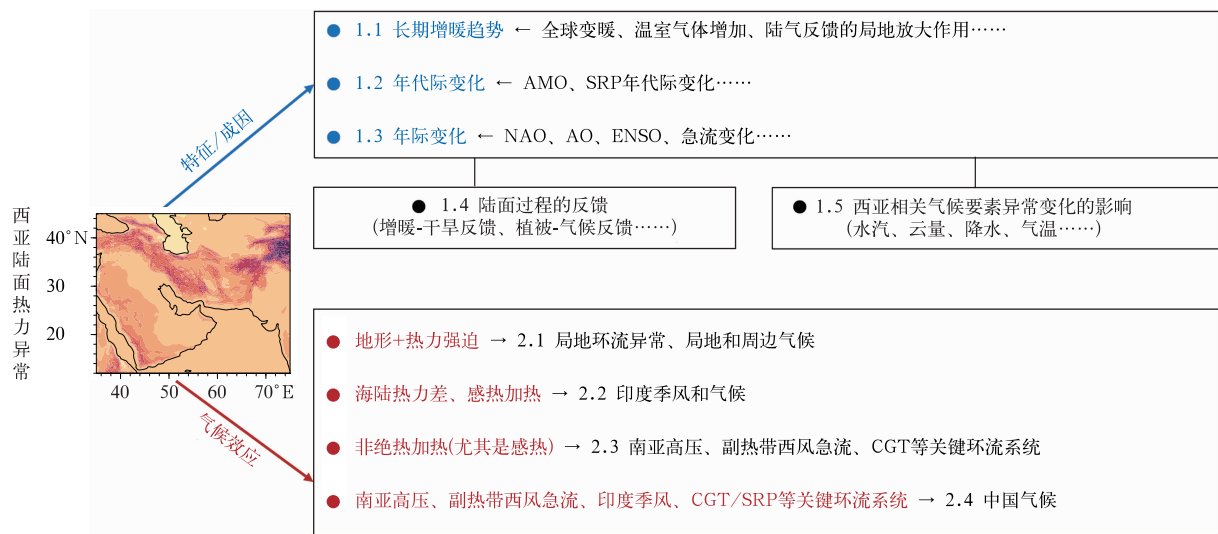 西亚陆面热力异常
40°N
30
20
40
50
60
70°E
特征/成因
气候效应
● 1.1 长期增暖趋势 ← 全球变暖、温室气体增加、陆气反馈的局地放大作用……
● 1.2 年代际变化 ← AMO、SRP年代际变化……
● 1.3 年际变化 ← NAO、AO、ENSO、急流变化……
● 1.4 陆面过程的反馈
(增暖-干旱反馈、植被-气候反馈……)
● 1.5 西亚相关气候要素异常变化的影响
(水汽、云量、降水、气温……)
● 地形+热力强迫 → 2.1 局地环流异常、局地和周边气候
● 海陆热力差、感热加热 → 2.2 印度季风和气候
● 非绝热加热(尤其是感热) → 2.3 南亚高压、副热带西风急流、CGT等关键环流系统
● 南亚高压、副热带西风急流、印度季风、CGT/SRP等关键环流系统 → 2.4 中国气候